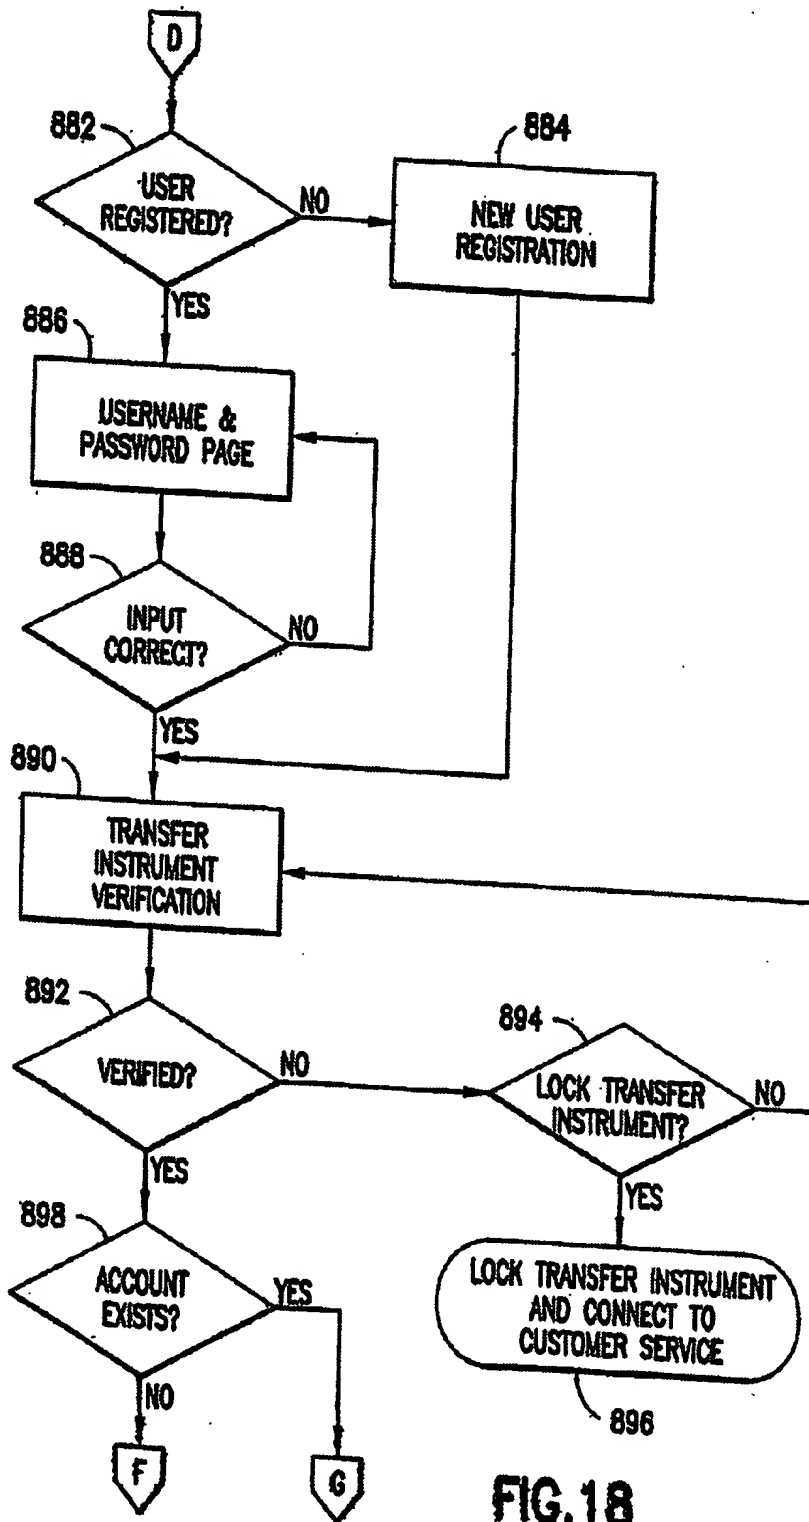 D
882
USER
REGISTERED?
NO
884
NEW USER
REGISTRATION
YES
886
USERNAME &
PASSWORD PAGE
888
INPUT
CORRECT?
NO
YES
890
TRANSFER
INSTRUMENT
VERIFICATION
892
VERIFIED?
NO
894
LOCK TRANSFER
INSTRUMENT?
NO
YES
YES
898
ACCOUNT
EXISTS?
YES
LOCK TRANSFER INSTRUMENT
AND CONNECT TO
CUSTOMER SERVICE
NO
896
F
G
FIG.18